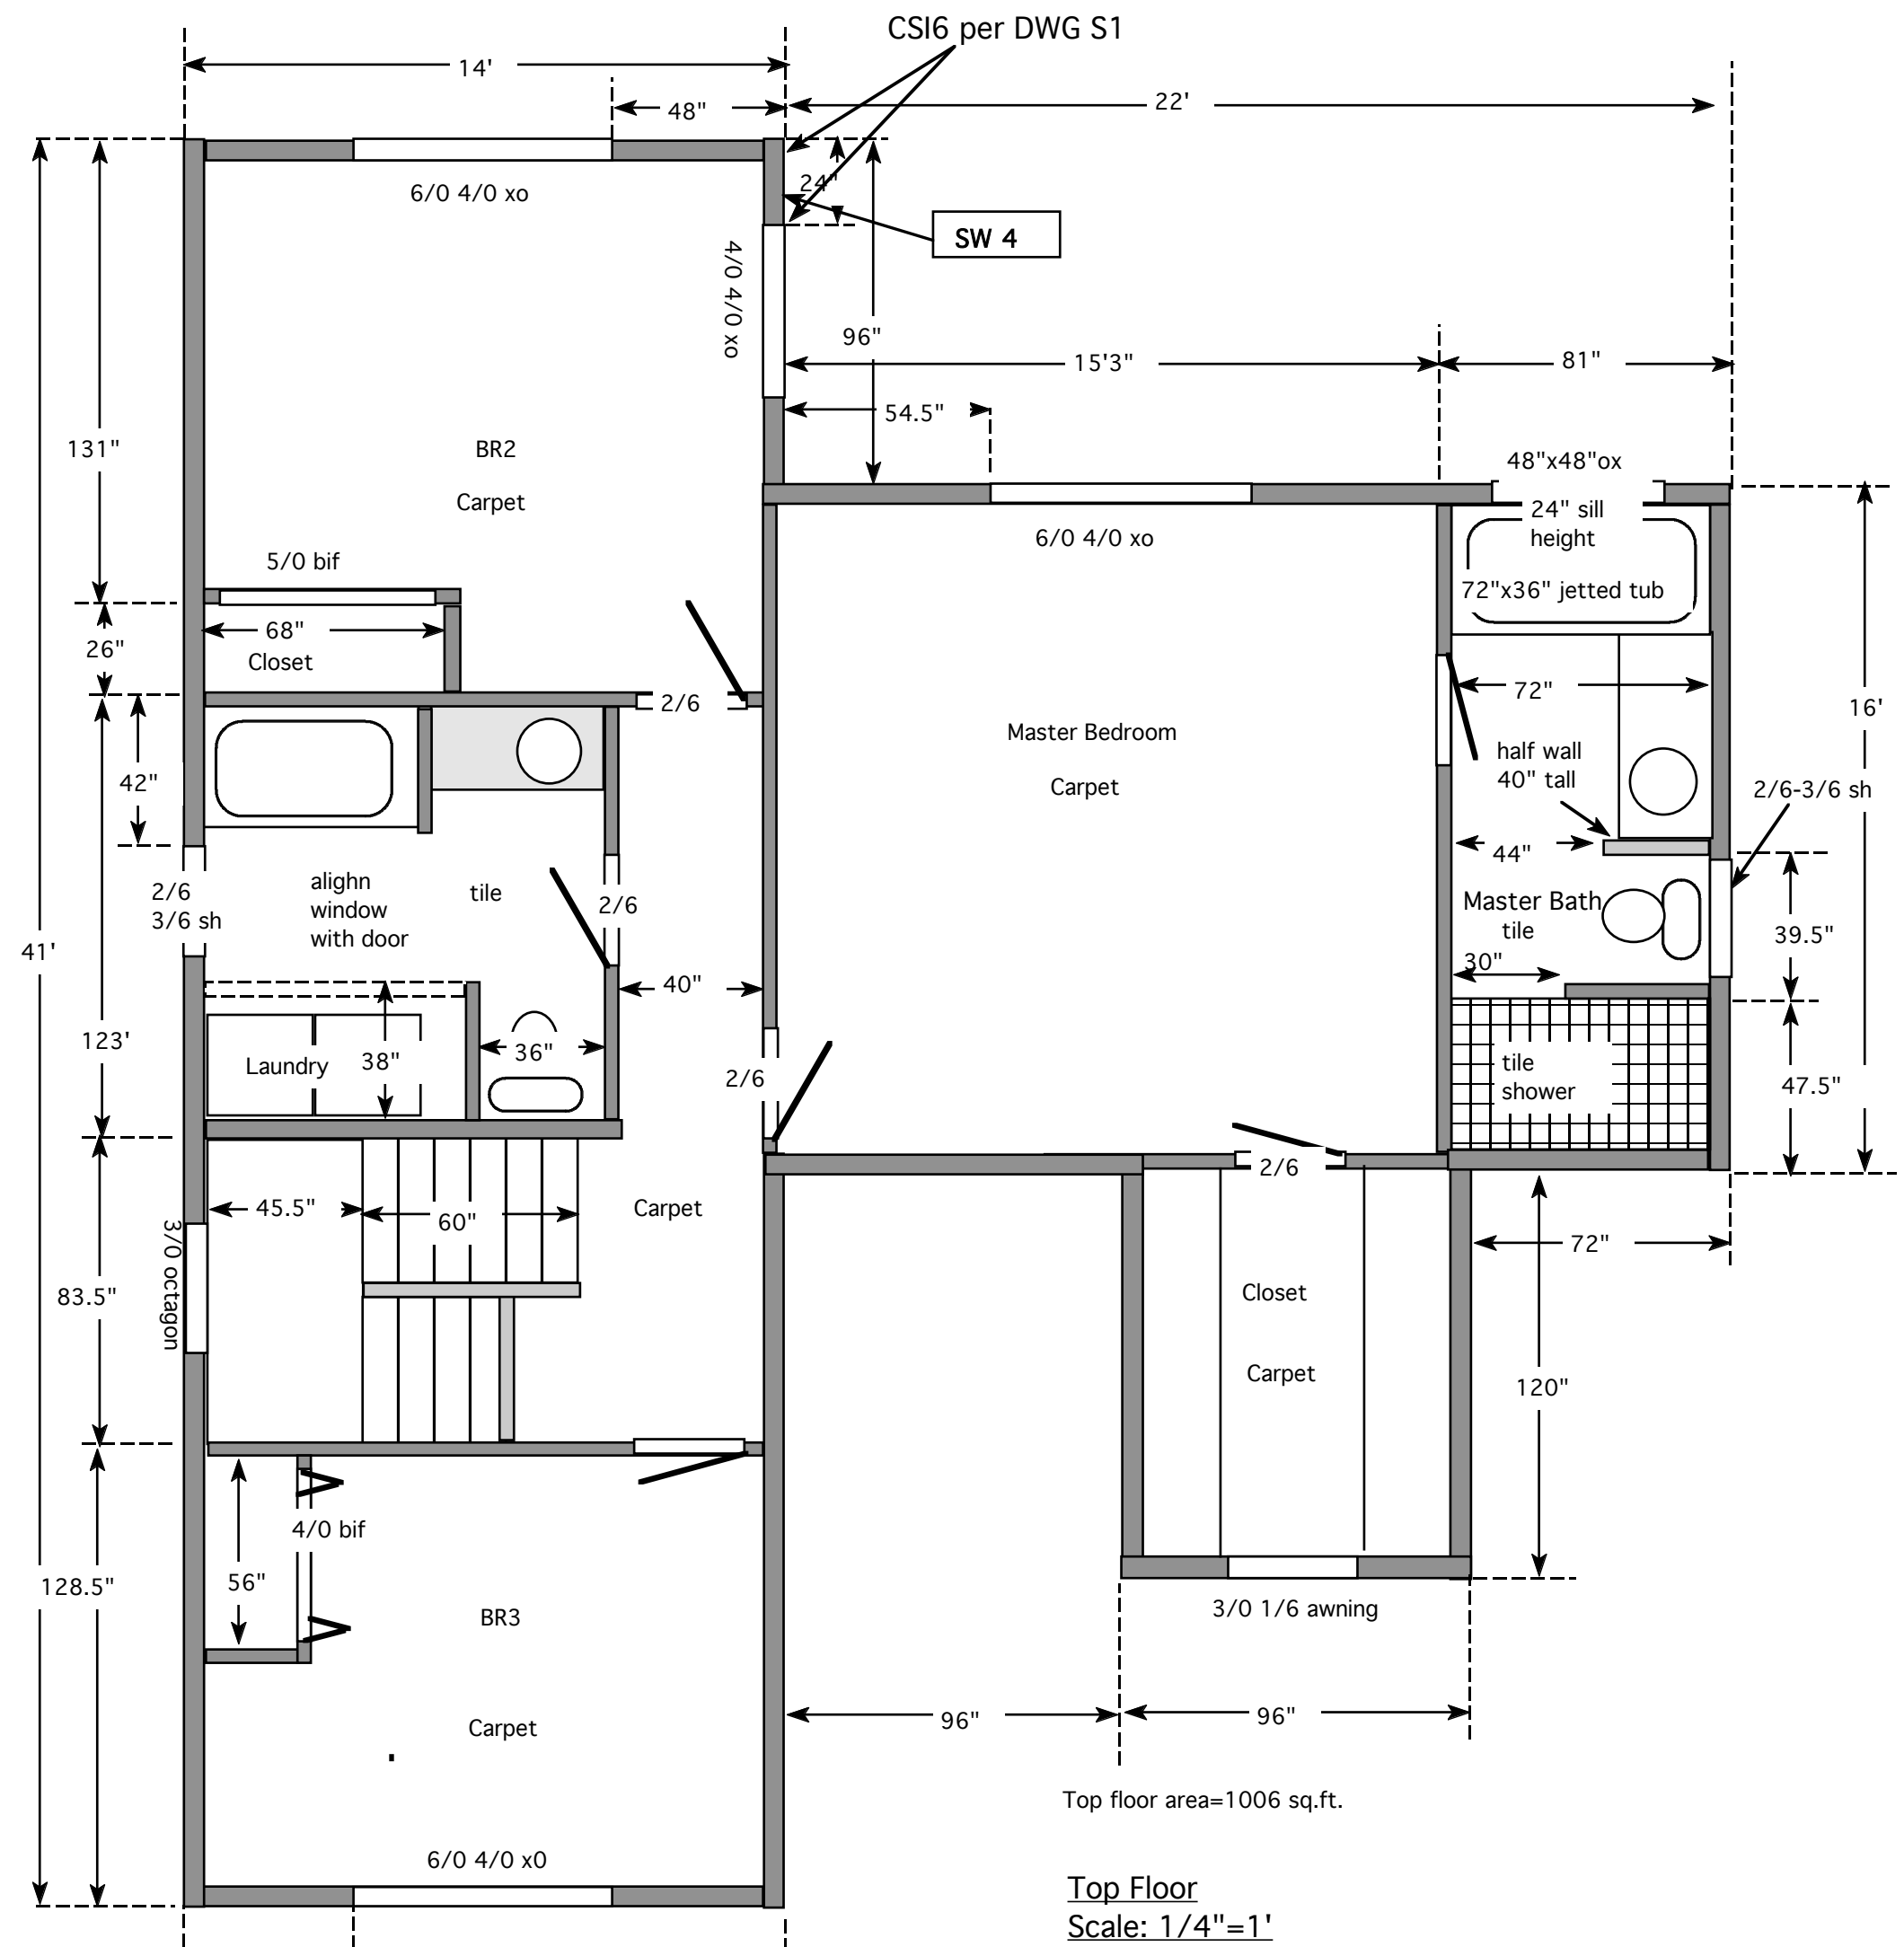 CSI6 per DWG S1
14'
48"
22'
24"
6/0 4/0 xo
SW 4
4/0 4/0 xo
96"
15'3"
81"
54.5"
131"
BR2
Carpet
48"x48"ox
24" sill
height
6/0 4/0 xo
5/0 bif
72"x36" jetted tub
26"
68"
Closet
2/6
72"
16'
Master Bedroom
Carpet
half wall
40" tall
42"
2/6-3/6 sh
44"
2/6
3/6 sh
alighn
window
with door
tile
2/6
Master Bath
tile
39.5"
41'
30"
40"
123'
Laundry
38"
36"
2/6
tile
shower
47.5"
2/6
45.5"
60"
Carpet
72"
3/0 octagon
83.5"
Closet
Carpet
120"
4/0 bif
128.5"
56"
BR3
3/0 1/6 awning
Carpet
96"
96"
Top floor area=1006 sq.ft.
6/0 4/0 x0
Top Floor
Scale: 1/4"=1'